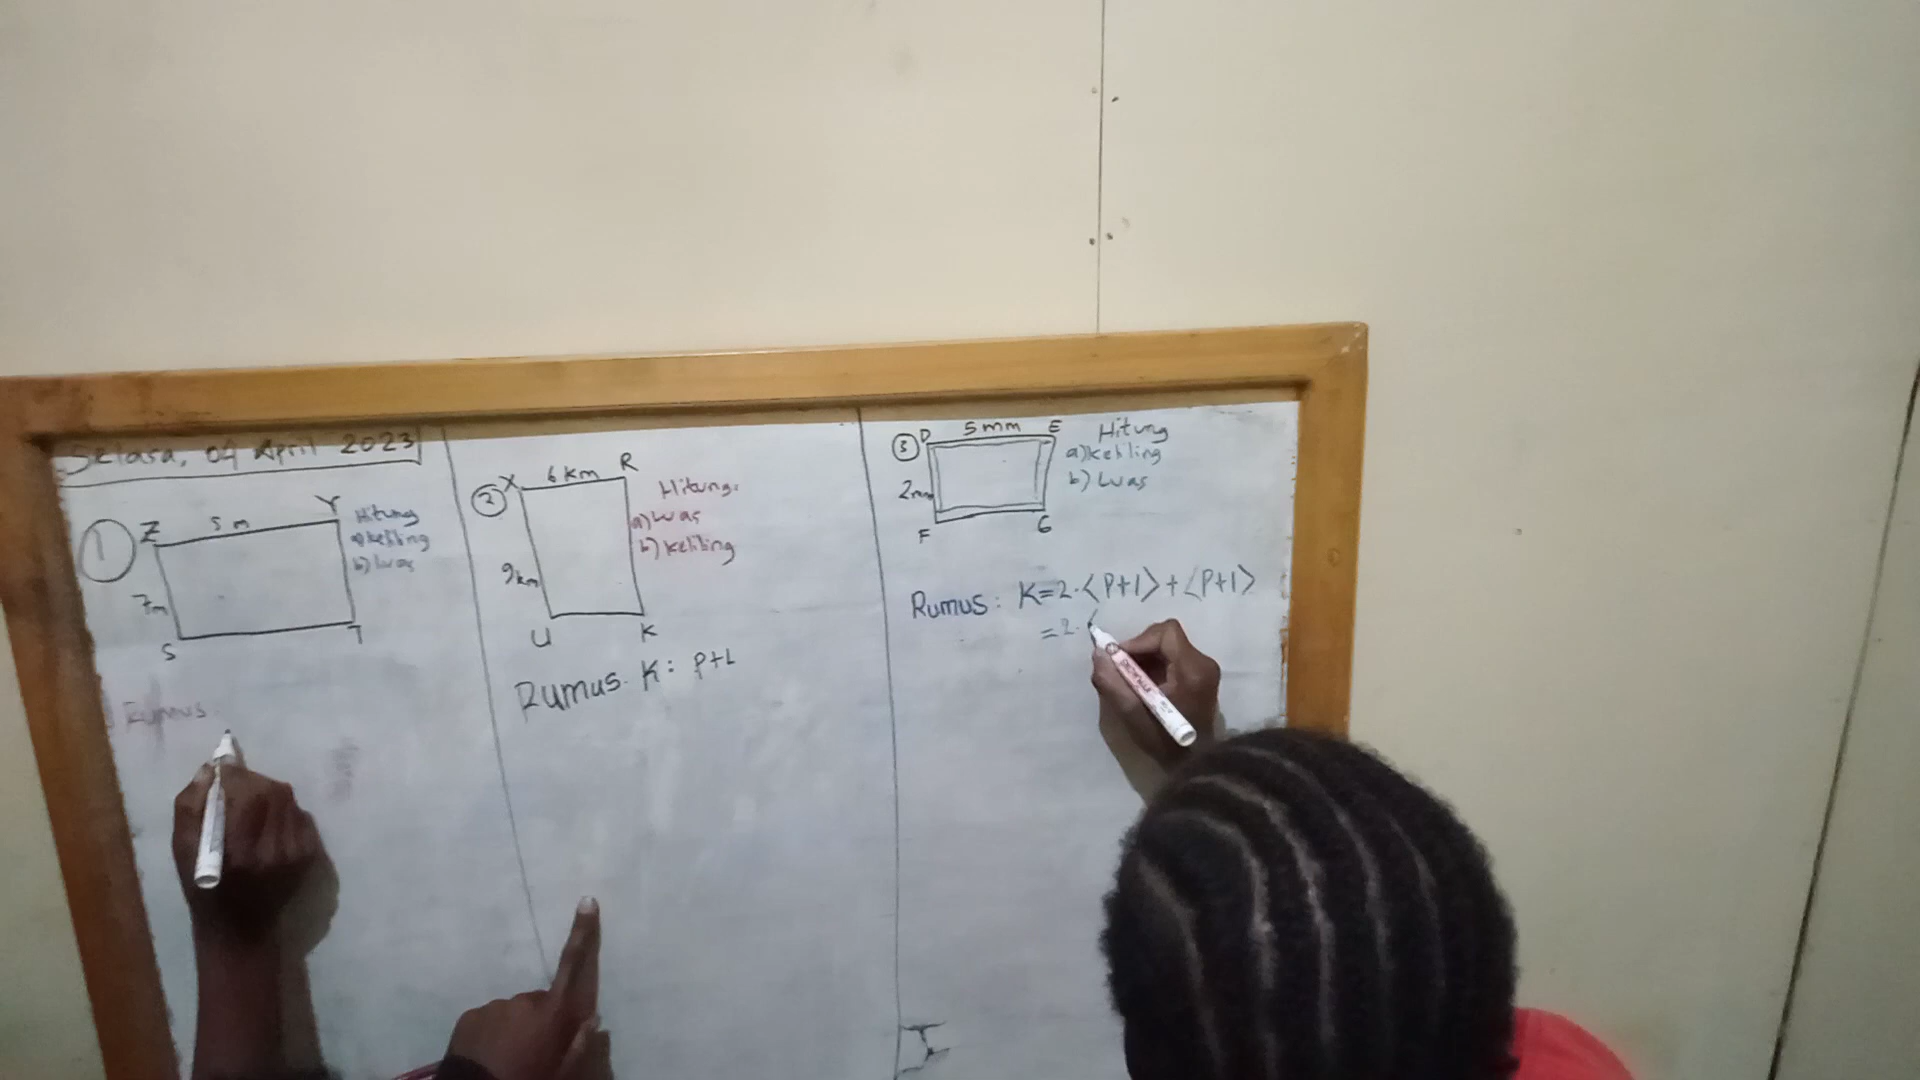 Selasa, 04 April 2023
1
Z 5 m Y
7m
S T
Hitung
a) keliling
b) luas
Rumus:
2
X 6 km R
9km
U K
Hitung:
a) luas
b) keliling
Rumus. K: P+L
3
D 5 mm E
2mm
F G
Hitung
a) keliling
b) Luas
Rumus: K=2.<P+l>+<P+l>
=2.<